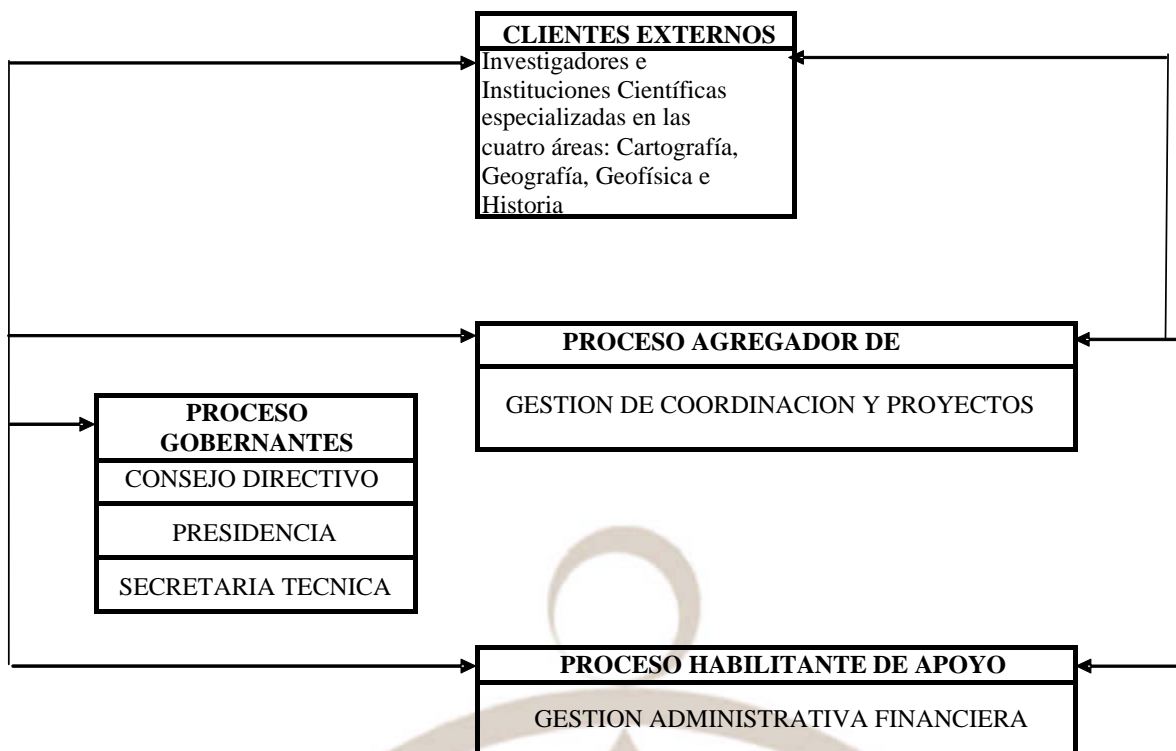 CLIENTES EXTERNOS
Investigadores e
Instituciones Científicas
especializadas en las
cuatro áreas: Cartografía,
Geografía, Geofísica e
Historia
PROCESO AGREGADOR DE
GESTION DE COORDINACION Y PROYECTOS
PROCESO
GOBERNANTES
CONSEJO DIRECTIVO
PRESIDENCIA
SECRETARIA TECNICA
PROCESO HABILITANTE DE APOYO
GESTION ADMINISTRATIVA FINANCIERA